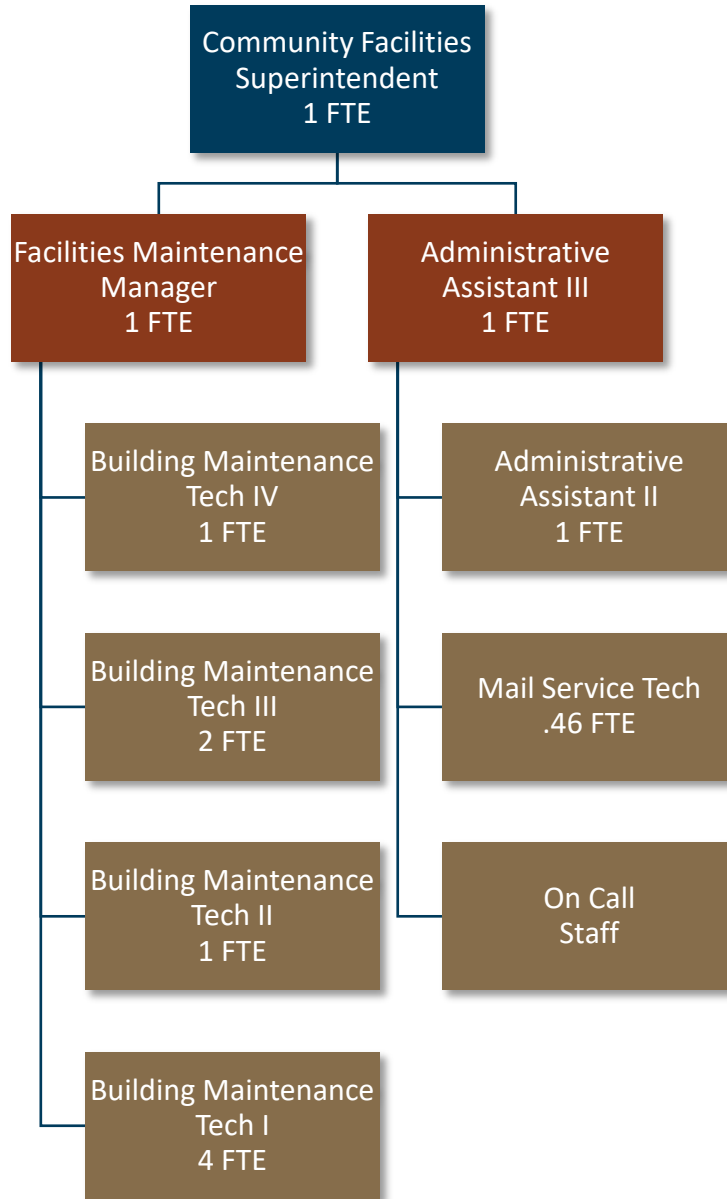 Community Facilities
Superintendent
1 FTE
Facilities Maintenance
Manager
1 FTE
Building Maintenance
Tech IV
1 FTE
Building Maintenance
Tech III
2 FTE
Building Maintenance
Tech II
1 FTE
Building Maintenance
Tech I
4 FTE
Administrative
Assistant III
1 FTE
Administrative
Assistant II
1 FTE
Mail Service Tech
.46 FTE
On Call
Staff